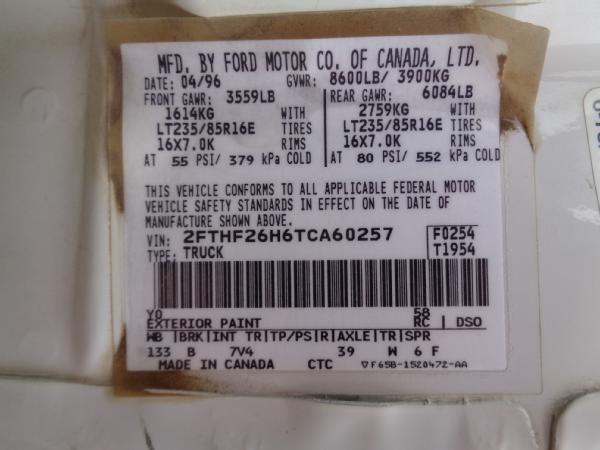 MFD. BY FORD MOTOR CO. OF CANADA, LTD.
DATE: 04/96 GVWR: 8600LB/ 3900KG
FRONT GAWR: 3559LB REAR GAWR: 6084LB
1614KG WITH 2759KG WITH
LT235/85R16E TIRES LT235/85R16E TIRES
16X7.0K RIMS 16X7.0K RIMS
AT 55 PSI/ 379 kPa COLD AT 80 PSI/ 552 kPa COLD
THIS VEHICLE CONFORMS TO ALL APPLICABLE FEDERAL MOTOR
VEHICLE SAFETY STANDARDS IN EFFECT ON THE DATE OF
MANUFACTURE SHOWN ABOVE.
VIN: 2FTHF26H6TCA60257 F0254
TYPE: TRUCK T1954
YO 58
EXTERIOR PAINT RC | DSO
WB |BRK|INT TR|TP/PS|R|AXLE|TR|SPR
133 B 7V4 39 W 6 F
MADE IN CANADA CTC ▽F65B-1520472-AA